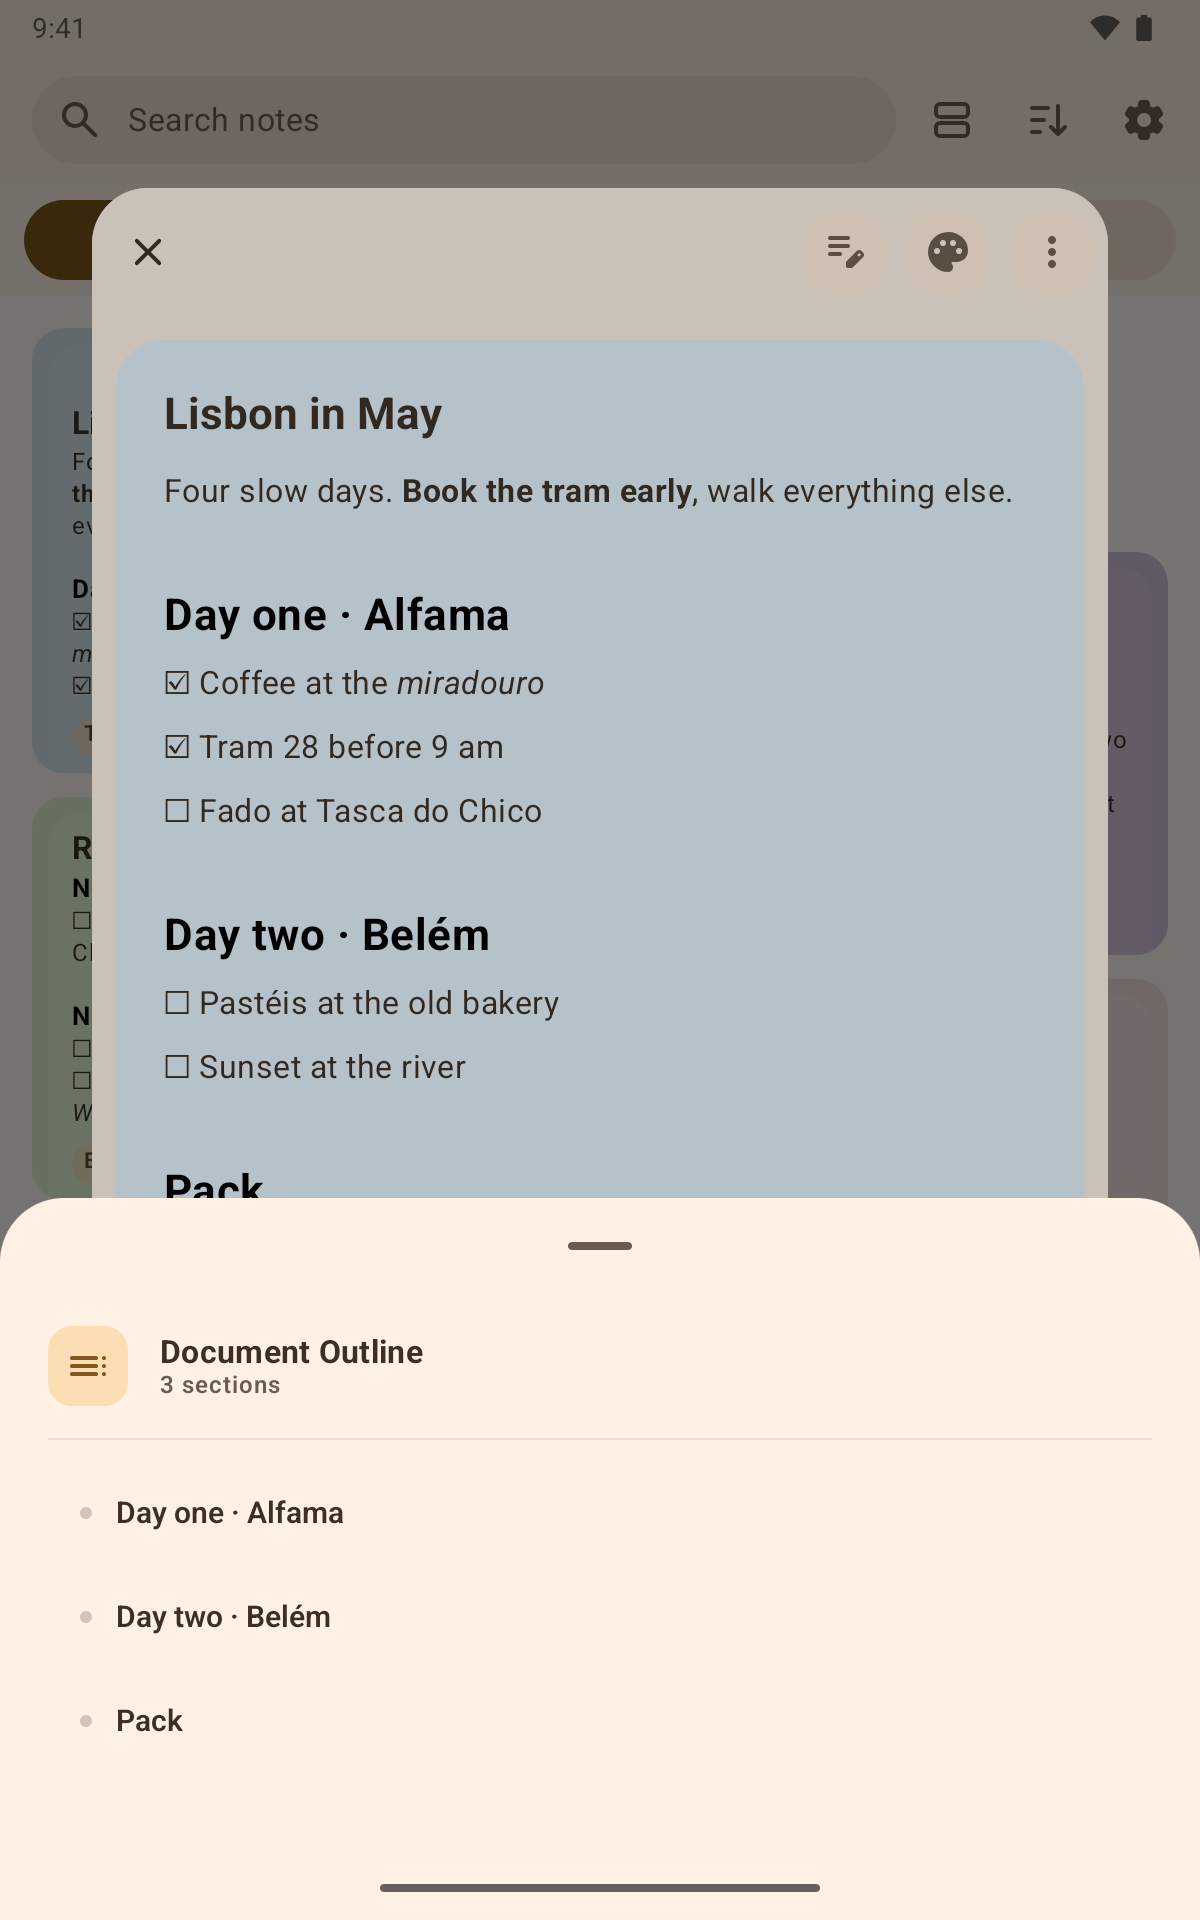 9:41
Search notes
Lisbon in May
Four slow days. Book the tram early, walk everything else.
Day one · Alfama
☑ Coffee at the miradouro
☑ Tram 28 before 9 am
☐ Fado at Tasca do Chico
Day two · Belém
☐ Pastéis at the old bakery
☐ Sunset at the river
Pack
Document Outline
3 sections
Day one · Alfama
Day two · Belém
Pack